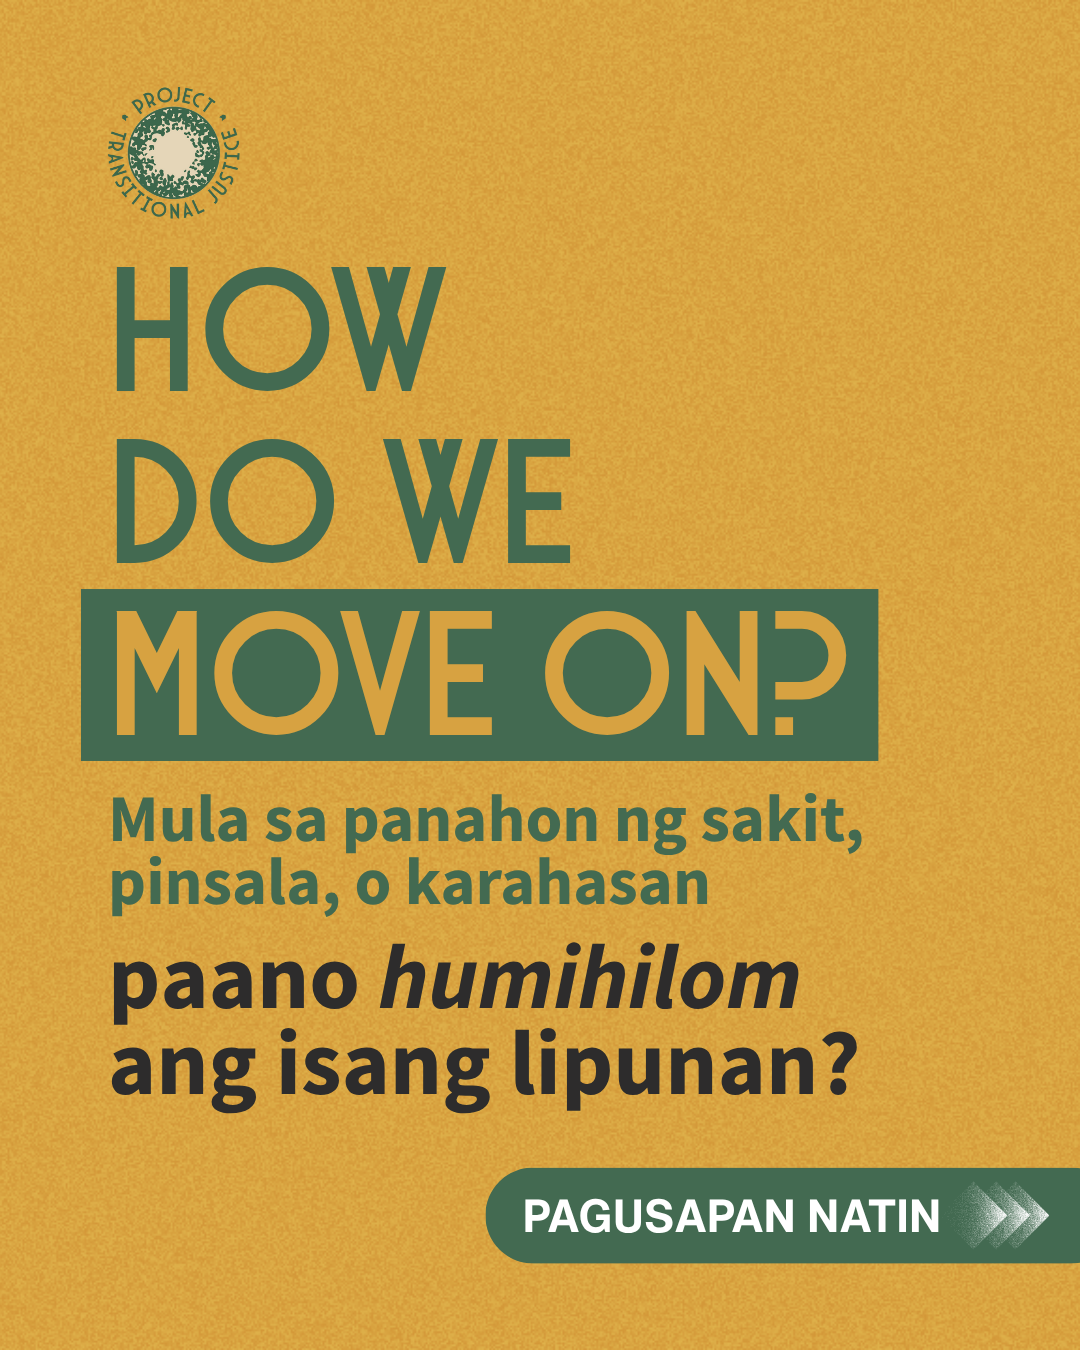 PROJECT
TRANSITIONAL JUSTICE
HOW
DO WE
MOVE ON?
Mula sa panahon ng sakit,
pinsala, o karahasan
paano humihilom
ang isang lipunan?
PAGUSAPAN NATIN